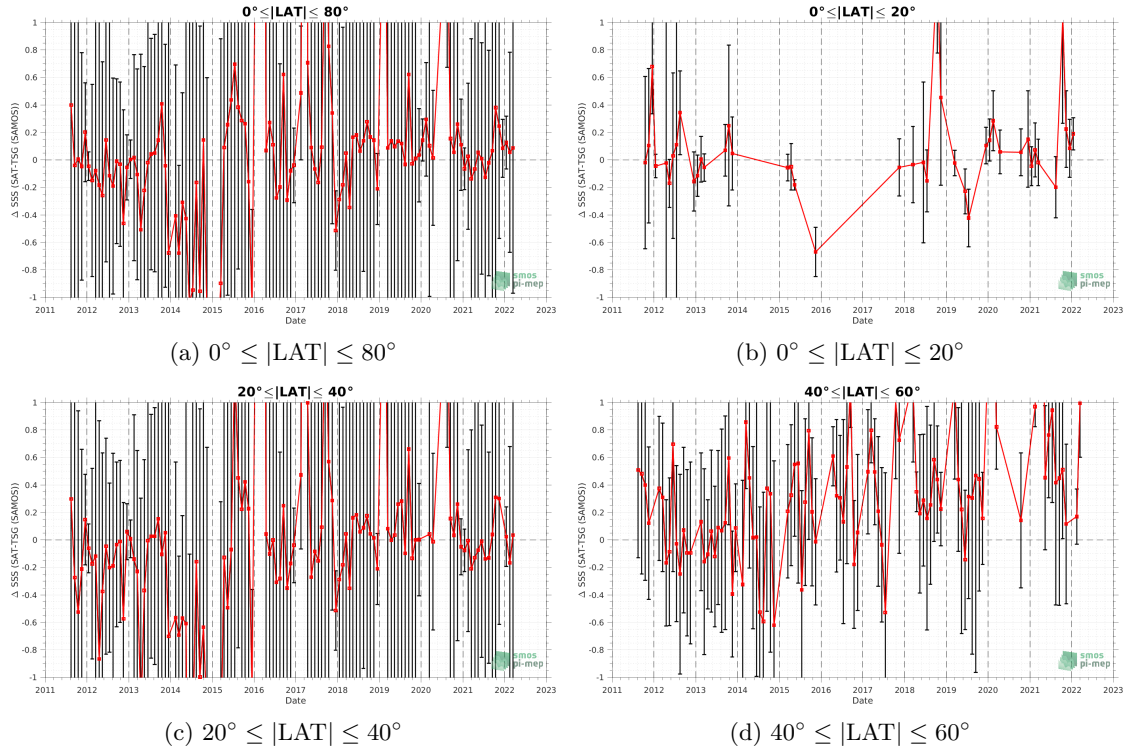 0°≤|LAT|≤ 80°
Δ SSS (SAT-TSG (SAMOS))
1
0.8
0.6
0.4
0.2
0
-0.2
-0.4
-0.6
-0.8
-1
2011 2012 2013 2014 2015 2016 2017 2018 2019 2020 2021 2022 2023
Date
smos
pi-mep
(a) 0° ≤ |LAT| ≤ 80°
0°≤|LAT|≤ 20°
Δ SSS (SAT-TSG (SAMOS))
1
0.8
0.6
0.4
0.2
0
-0.2
-0.4
-0.6
-0.8
-1
2011 2012 2013 2014 2015 2016 2017 2018 2019 2020 2021 2022 2023
Date
smos
pi-mep
(b) 0° ≤ |LAT| ≤ 20°
20°≤|LAT|≤ 40°
Δ SSS (SAT-TSG (SAMOS))
1
0.8
0.6
0.4
0.2
0
-0.2
-0.4
-0.6
-0.8
-1
2011 2012 2013 2014 2015 2016 2017 2018 2019 2020 2021 2022 2023
Date
smos
pi-mep
(c) 20° ≤ |LAT| ≤ 40°
40°≤|LAT|≤ 60°
Δ SSS (SAT-TSG (SAMOS))
1
0.8
0.6
0.4
0.2
0
-0.2
-0.4
-0.6
-0.8
-1
2011 2012 2013 2014 2015 2016 2017 2018 2019 2020 2021 2022 2023
Date
smos
pi-mep
(d) 40° ≤ |LAT| ≤ 60°